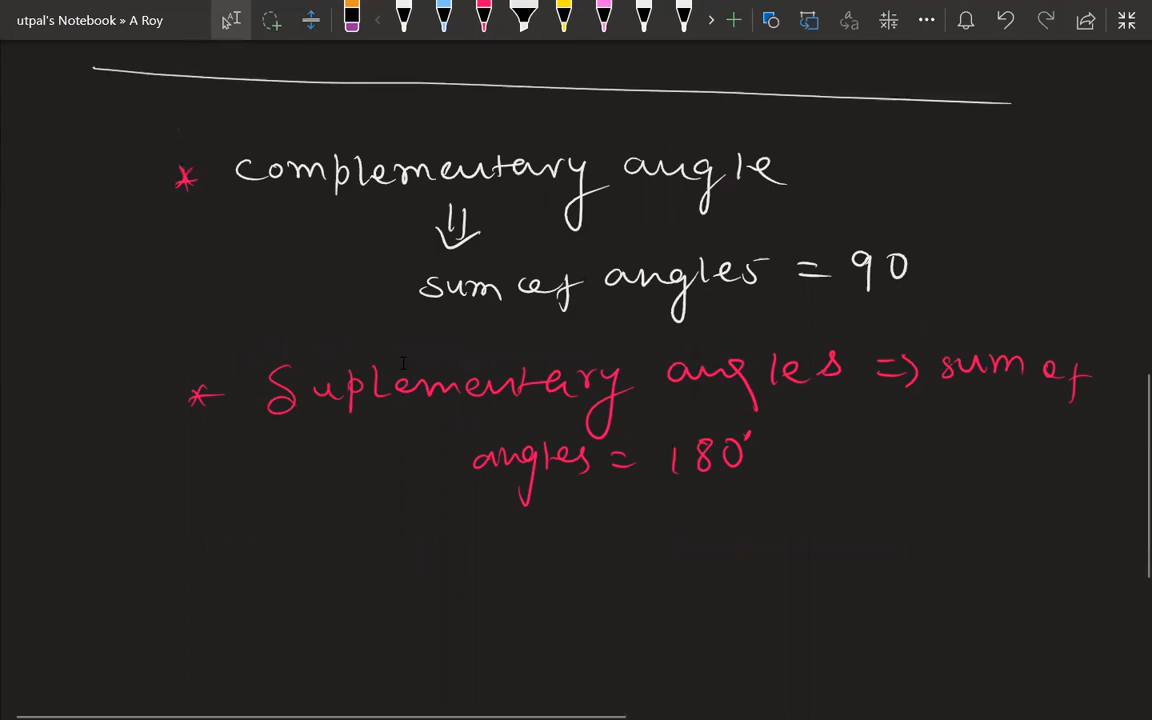 utpal's Notebook » A Roy
* complementary angle
⇓
sum of angles = 90
* Suplementary angles => sum of
angles = 180°